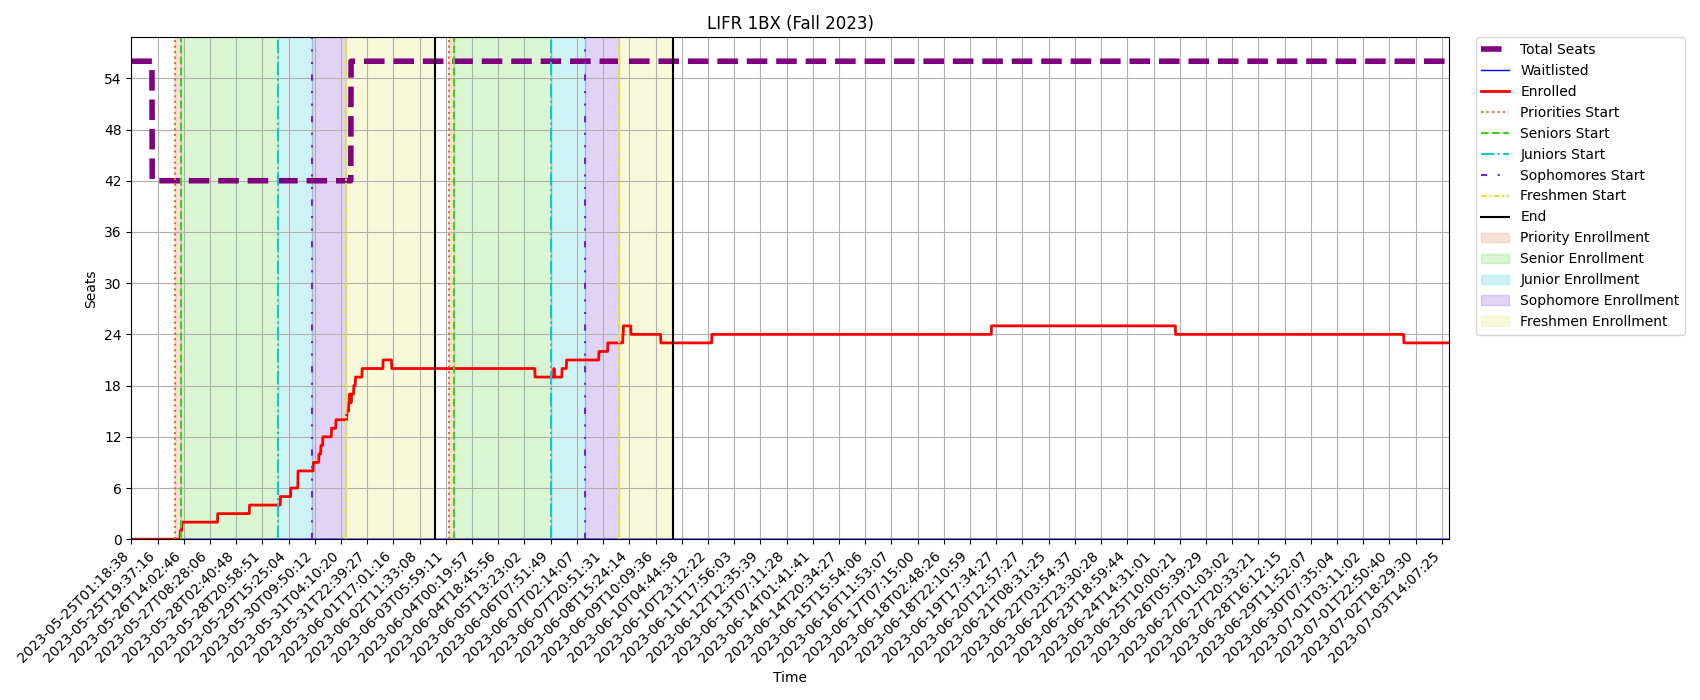 LIFR 1BX (Fall 2023)
Seats
54
48
42
36
30
24
18
12
6
0
2023-05-25T01:18:38
2023-05-25T19:37:16
2023-05-26T14:02:46
2023-05-27T08:28:06
2023-05-28T02:40:48
2023-05-28T20:58:51
2023-05-29T15:25:04
2023-05-30T09:50:12
2023-05-31T04:10:20
2023-05-31T22:39:27
2023-06-01T17:01:16
2023-06-02T11:33:08
2023-06-03T05:59:11
2023-06-04T00:19:57
2023-06-04T18:45:56
2023-06-05T13:23:02
2023-06-06T07:51:49
2023-06-07T02:14:07
2023-06-07T20:51:31
2023-06-08T15:24:14
2023-06-09T10:09:36
2023-06-10T04:44:58
2023-06-10T23:12:22
2023-06-11T17:56:03
2023-06-12T12:35:39
2023-06-13T07:11:28
2023-06-14T01:41:41
2023-06-14T20:34:27
2023-06-15T15:54:06
2023-06-16T11:53:07
2023-06-17T07:15:00
2023-06-18T02:48:26
2023-06-18T22:10:59
2023-06-19T17:34:27
2023-06-20T12:57:27
2023-06-21T08:31:25
2023-06-22T03:54:37
2023-06-22T23:30:28
2023-06-23T18:59:44
2023-06-24T14:31:01
2023-06-25T10:00:21
2023-06-26T05:39:29
2023-06-27T01:03:02
2023-06-27T20:33:21
2023-06-28T16:12:15
2023-06-29T11:52:07
2023-06-30T07:35:04
2023-07-01T03:11:02
2023-07-01T22:50:40
2023-07-02T18:29:30
2023-07-03T14:07:25
Time
Total Seats
Waitlisted
Enrolled
Priorities Start
Seniors Start
Juniors Start
Sophomores Start
Freshmen Start
End
Priority Enrollment
Senior Enrollment
Junior Enrollment
Sophomore Enrollment
Freshmen Enrollment